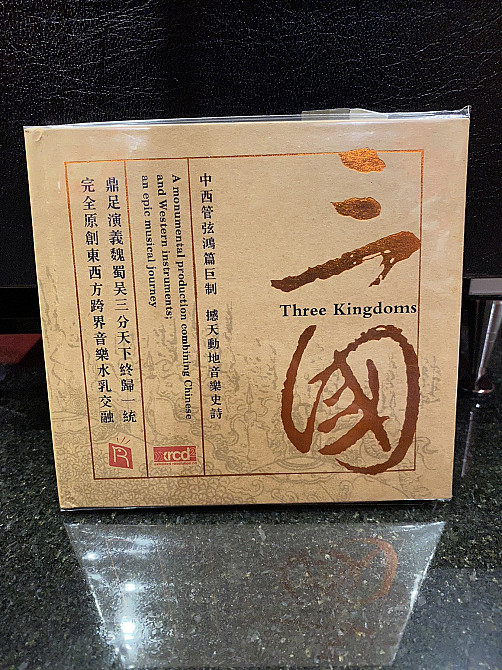 三國
Three Kingdoms
中西管弦鴻篇巨制 撼天動地音樂史詩
A monumental production combining Chinese
and Western instruments;
an epic musical journey
鼎足演義魏蜀吴三分天下終歸一統
完全原創東西方跨界音樂水乳交融
xrcd
R